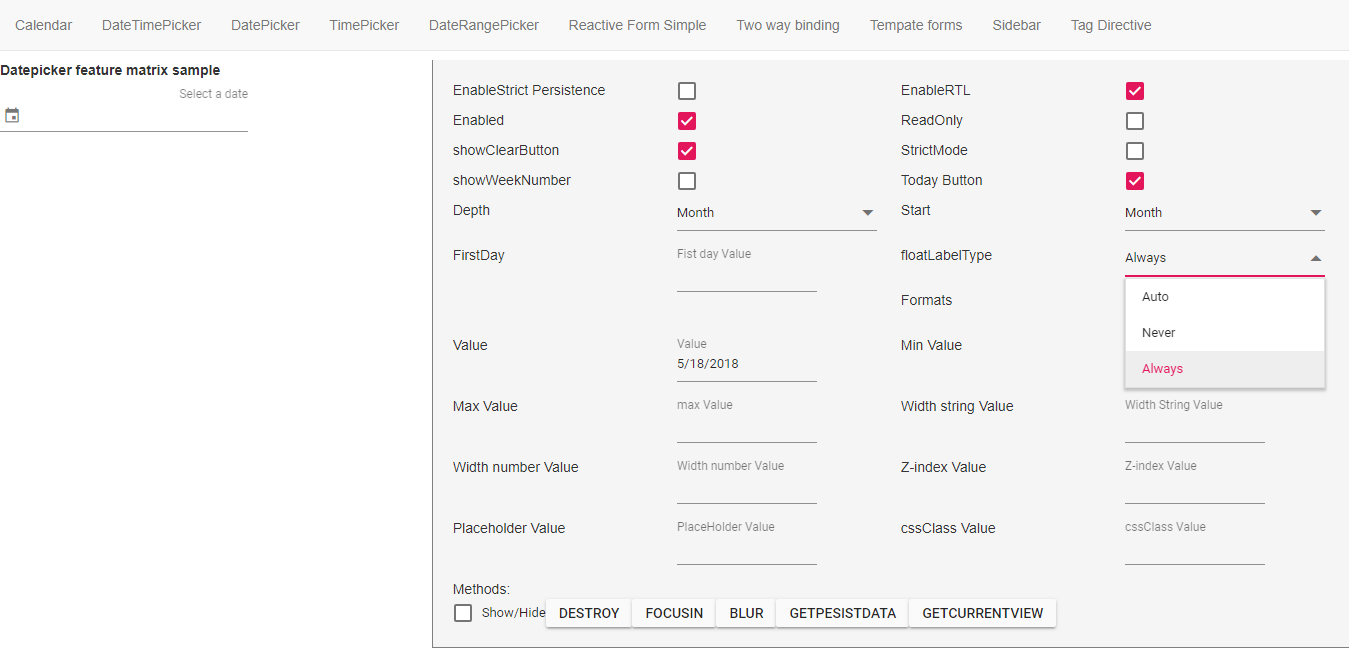 Calendar DateTimePicker DatePicker TimePicker DateRangePicker Reactive Form Simple Two way binding Tempate forms Sidebar Tag Directive
Datepicker feature matrix sample
Select a date
EnableStrict Persistence EnableRTL
Enabled ReadOnly
showClearButton StrictMode
showWeekNumber Today Button
Depth Month Start Month
FirstDay Fist day Value floatLabelType Always
Auto
Formats
Never
Value Value Min Value
5/18/2018
Always
Max Value max Value Width string Value Width String Value
Width number Value Width number Value Z-index Value Z-index Value
Placeholder Value PlaceHolder Value cssClass Value cssClass Value
Methods:
Show/Hide DESTROY FOCUSIN BLUR GETPESISTDATA GETCURRENTVIEW